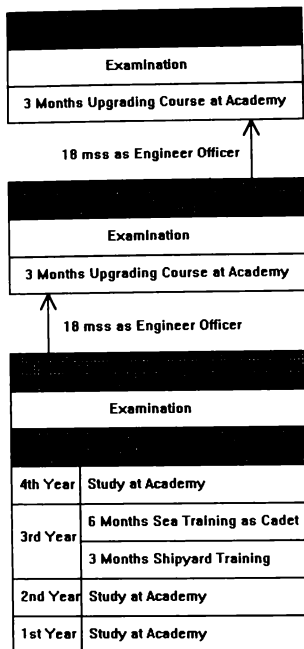 Examination
3 Months Upgrading Course at Academy
18 mss as Engineer Officer
Examination
3 Months Upgrading Course at Academy
18 mss as Engineer Officer
Examination
4th Year Study at Academy
3rd Year 6 Months Sea Training as Cadet
3 Months Shipyard Training
2nd Year Study at Academy
1st Year Study at Academy